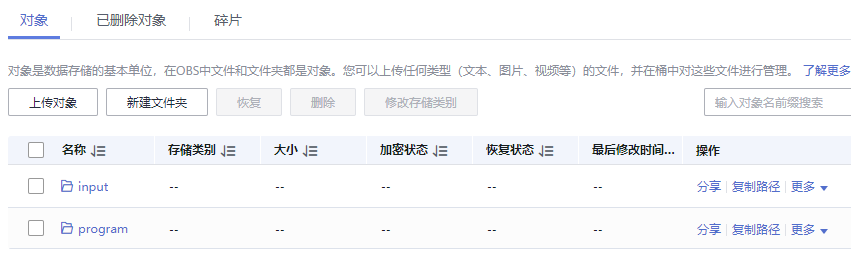 对象 已删除对象 碎片
对象是数据存储的基本单位，在OBS中文件和文件夹都是对象。您可以上传任何类型（文本、图片、视频等）的文件，并在桶中对这些文件进行管理。 了解更多
上传对象 新建文件夹 恢复 删除 修改存储类别 输入对象名前缀搜索
名称 存储类别 大小 加密状态 恢复状态 最后修改时间... 操作
input -- -- -- -- -- 分享 复制路径 更多
program -- -- -- -- -- 分享 复制路径 更多